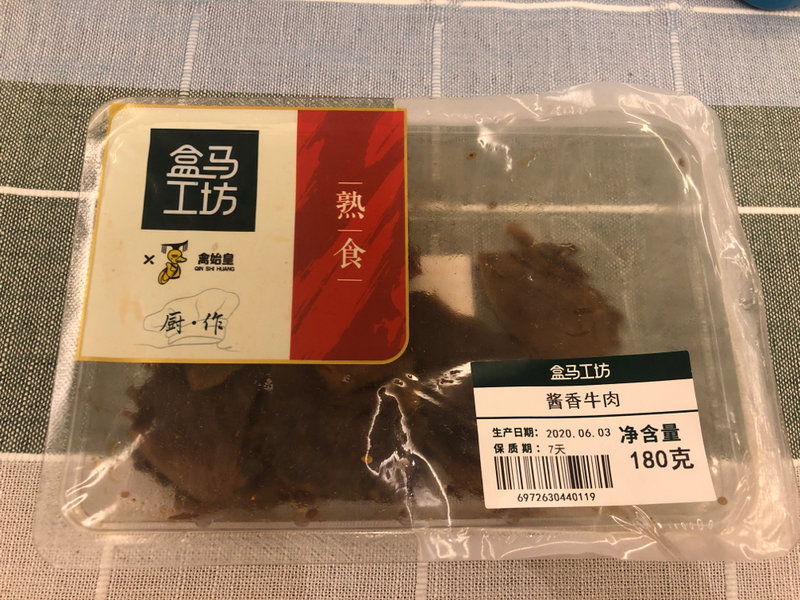 盒马
工坊
×
禽始皇
QIN SHI HUANG
厨·作
熟食
盒马工坊
酱香牛肉
生产日期: 2020.06.03
保质期: 7天
净含量
180克
6972630440119